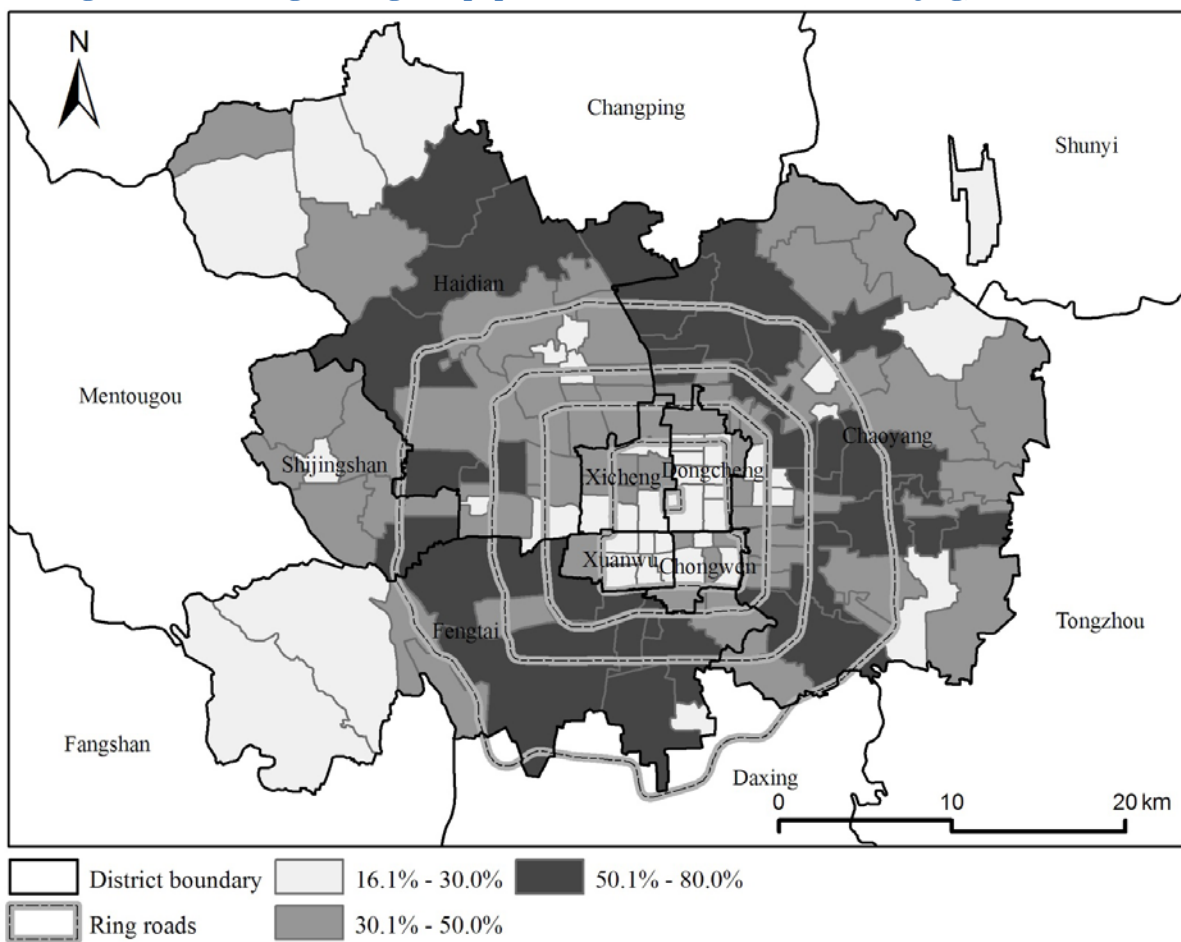 N
Changping
Shunyi
Haidian
Mentougou
Chaoyang
Shijingshan
Xicheng
Dongcheng
Xuanwu
Chongwen
Fengtai
Tongzhou
Fangshan
Daxing
0 10 20 km
District boundary 16.1% - 30.0% 50.1% - 80.0%
Ring roads 30.1% - 50.0%